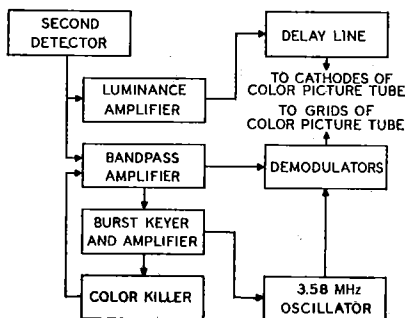 SECOND
DETECTOR
DELAY LINE
TO CATHODES OF
COLOR PICTURE TUBE
LUMINANCE
AMPLIFIER
TO GRIDS OF
COLOR PICTURE TUBE
BANDPASS
AMPLIFIER
DEMODULATORS
BURST KEYER
AND AMPLIFIER
COLOR KILLER
3.58 MHz
OSCILLATOR